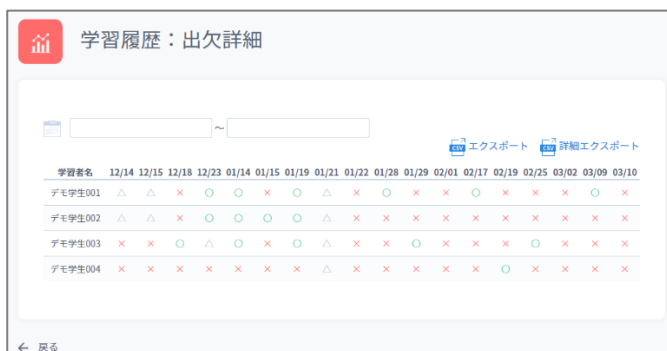 学習履歴：出欠詳細
～
CSV エクスポート CSV 詳細エクスポート
学習者名 12/14 12/15 12/18 12/23 01/14 01/15 01/19 01/21 01/22 01/28 01/29 02/01 02/17 02/19 02/25 03/02 03/09 03/10
デモ学生001 △ △ × ○ ○ × ○ △ × ○ × × ○ × × × ○ ×
デモ学生002 △ △ × ○ ○ ○ ○ △ × × × × × × × × × ×
デモ学生003 × × ○ △ ○ × ○ △ × × ○ × × × ○ × × ×
デモ学生004 × × × × × × × △ × × × × × ○ × × × ×
← 戻る